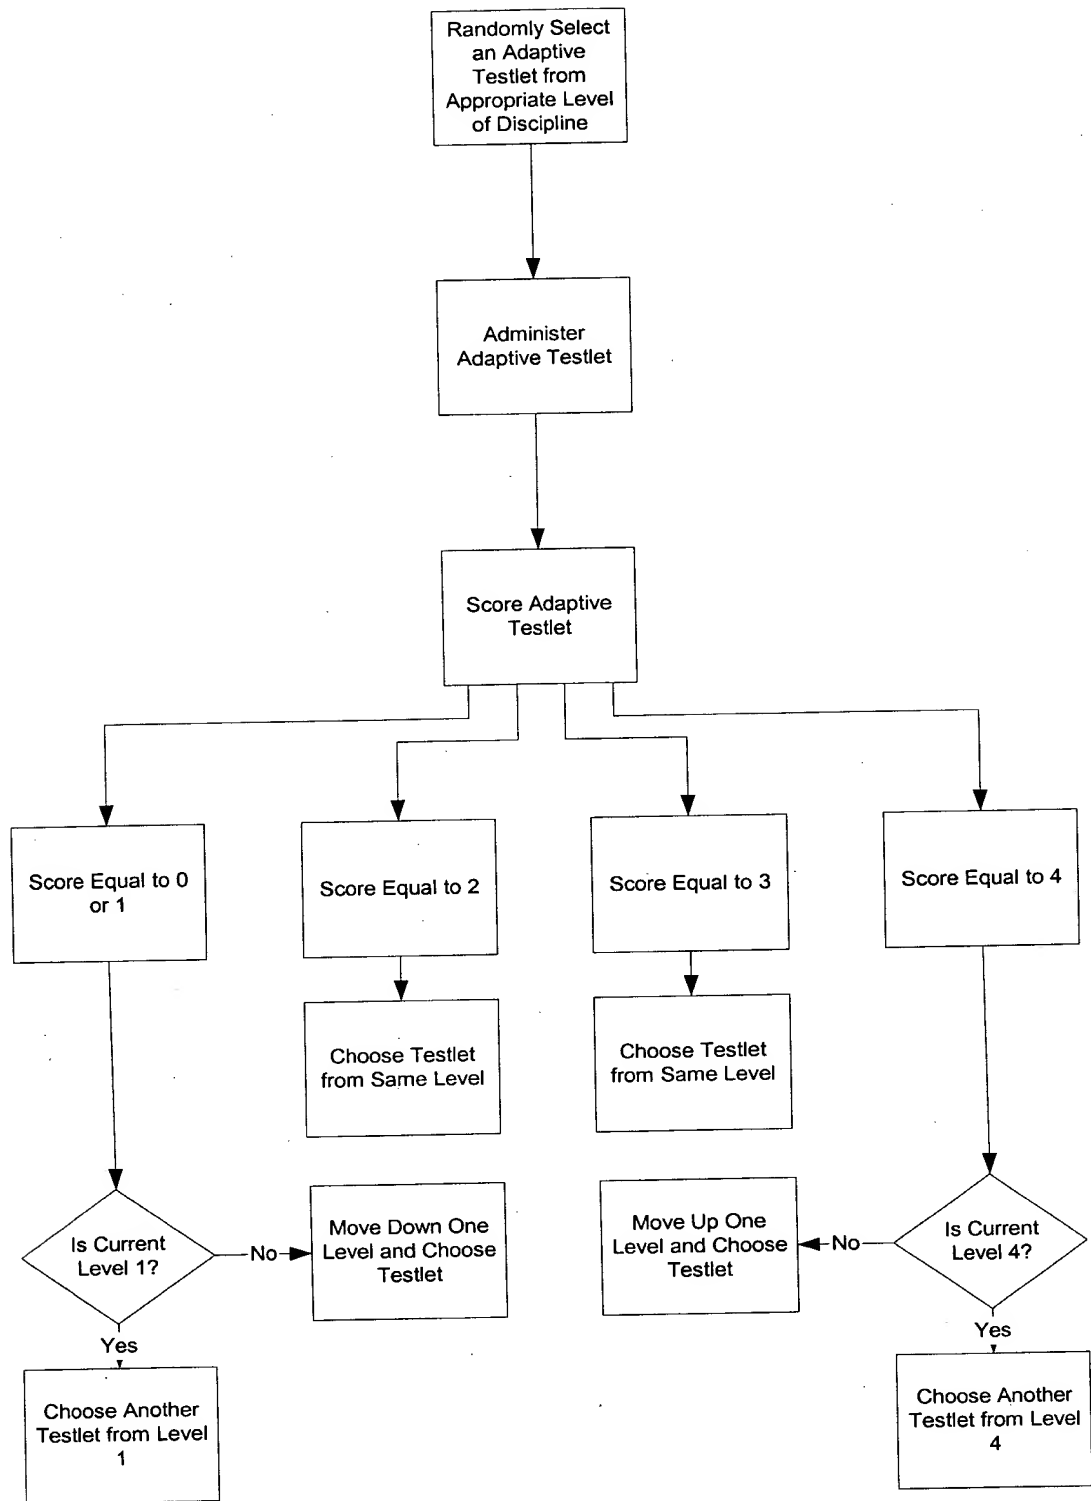 Randomly Select
an Adaptive
Testlet from
Appropriate Level
of Discipline
Administer
Adaptive Testlet
Score Adaptive
Testlet
Score Equal to 0
or 1
Score Equal to 2
Score Equal to 3
Score Equal to 4
Choose Testlet
from Same Level
Choose Testlet
from Same Level
Is Current
Level 1?
No
Move Down One
Level and Choose
Testlet
Move Up One
Level and Choose
Testlet
No
Is Current
Level 4?
Yes
Yes
Choose Another
Testlet from Level
1
Choose Another
Testlet from Level
4